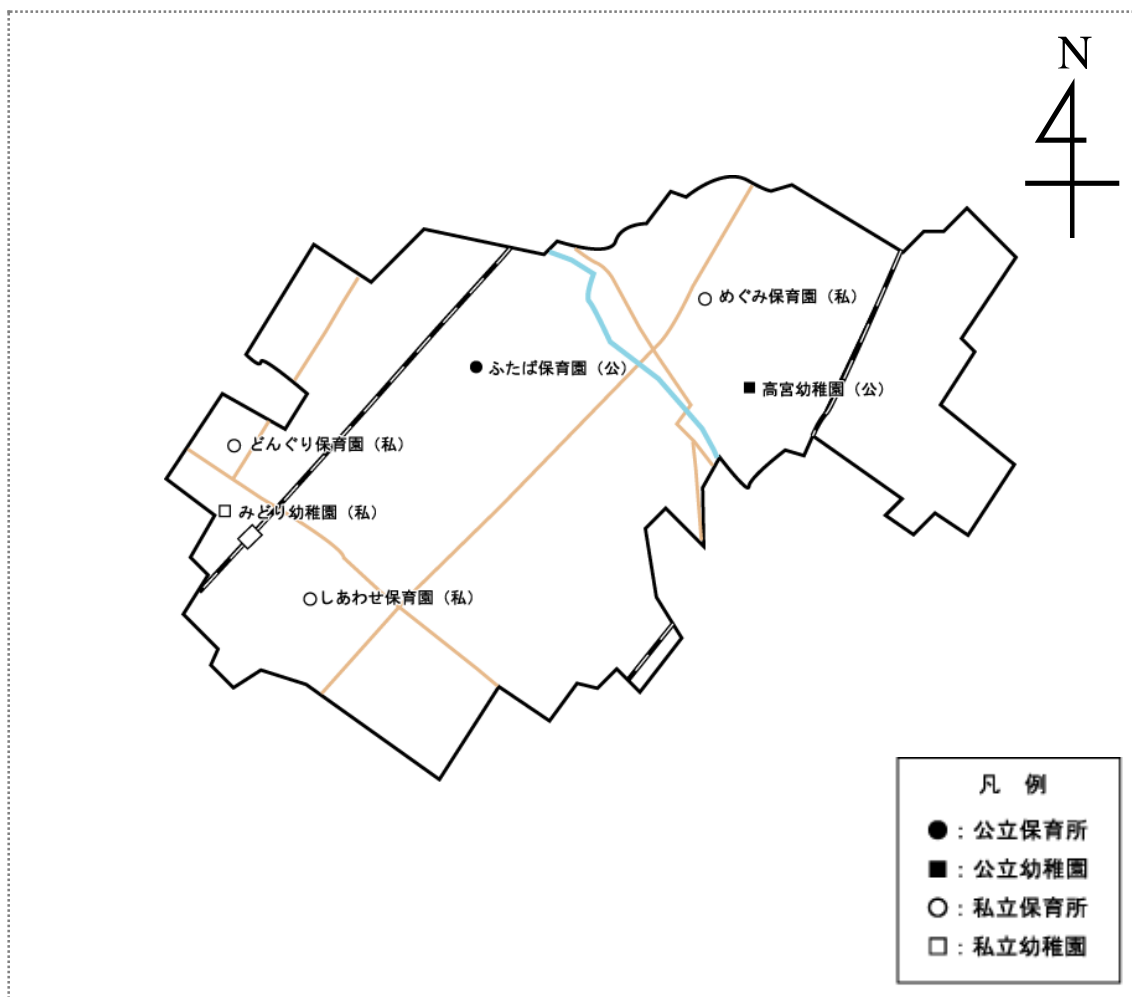 N
めぐみ保育園（私）
ふたば保育園（公）
高宮幼稚園（公）
どんぐり保育園（私）
みどり幼稚園（私）
しあわせ保育園（私）
凡 例
●：公立保育所
■：公立幼稚園
○：私立保育所
□：私立幼稚園